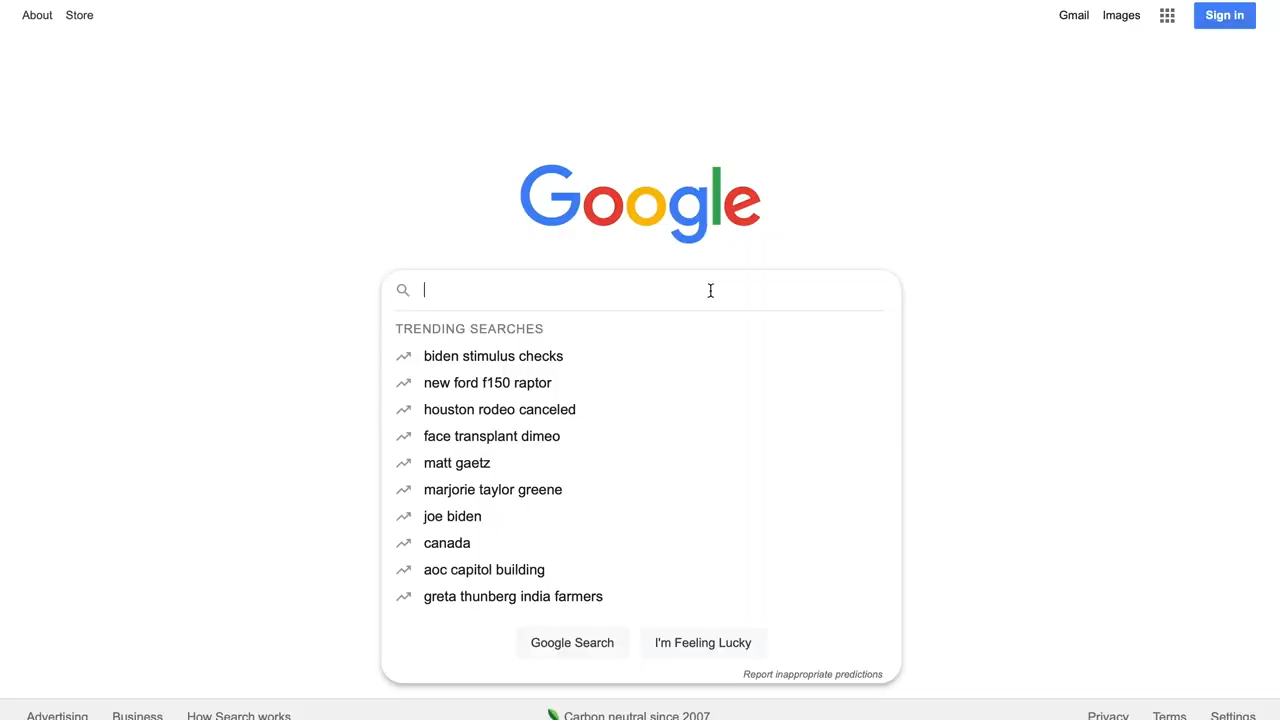 About Store
Gmail Images Sign in
Google
TRENDING SEARCHES
biden stimulus checks
new ford f150 raptor
houston rodeo canceled
face transplant dimeo
matt gaetz
marjorie taylor greene
joe biden
canada
aoc capitol building
greta thunberg india farmers
Google Search I'm Feeling Lucky
Report inappropriate predictions
Advertising Business How Search works Carbon neutral since 2007 Privacy Terms Settings